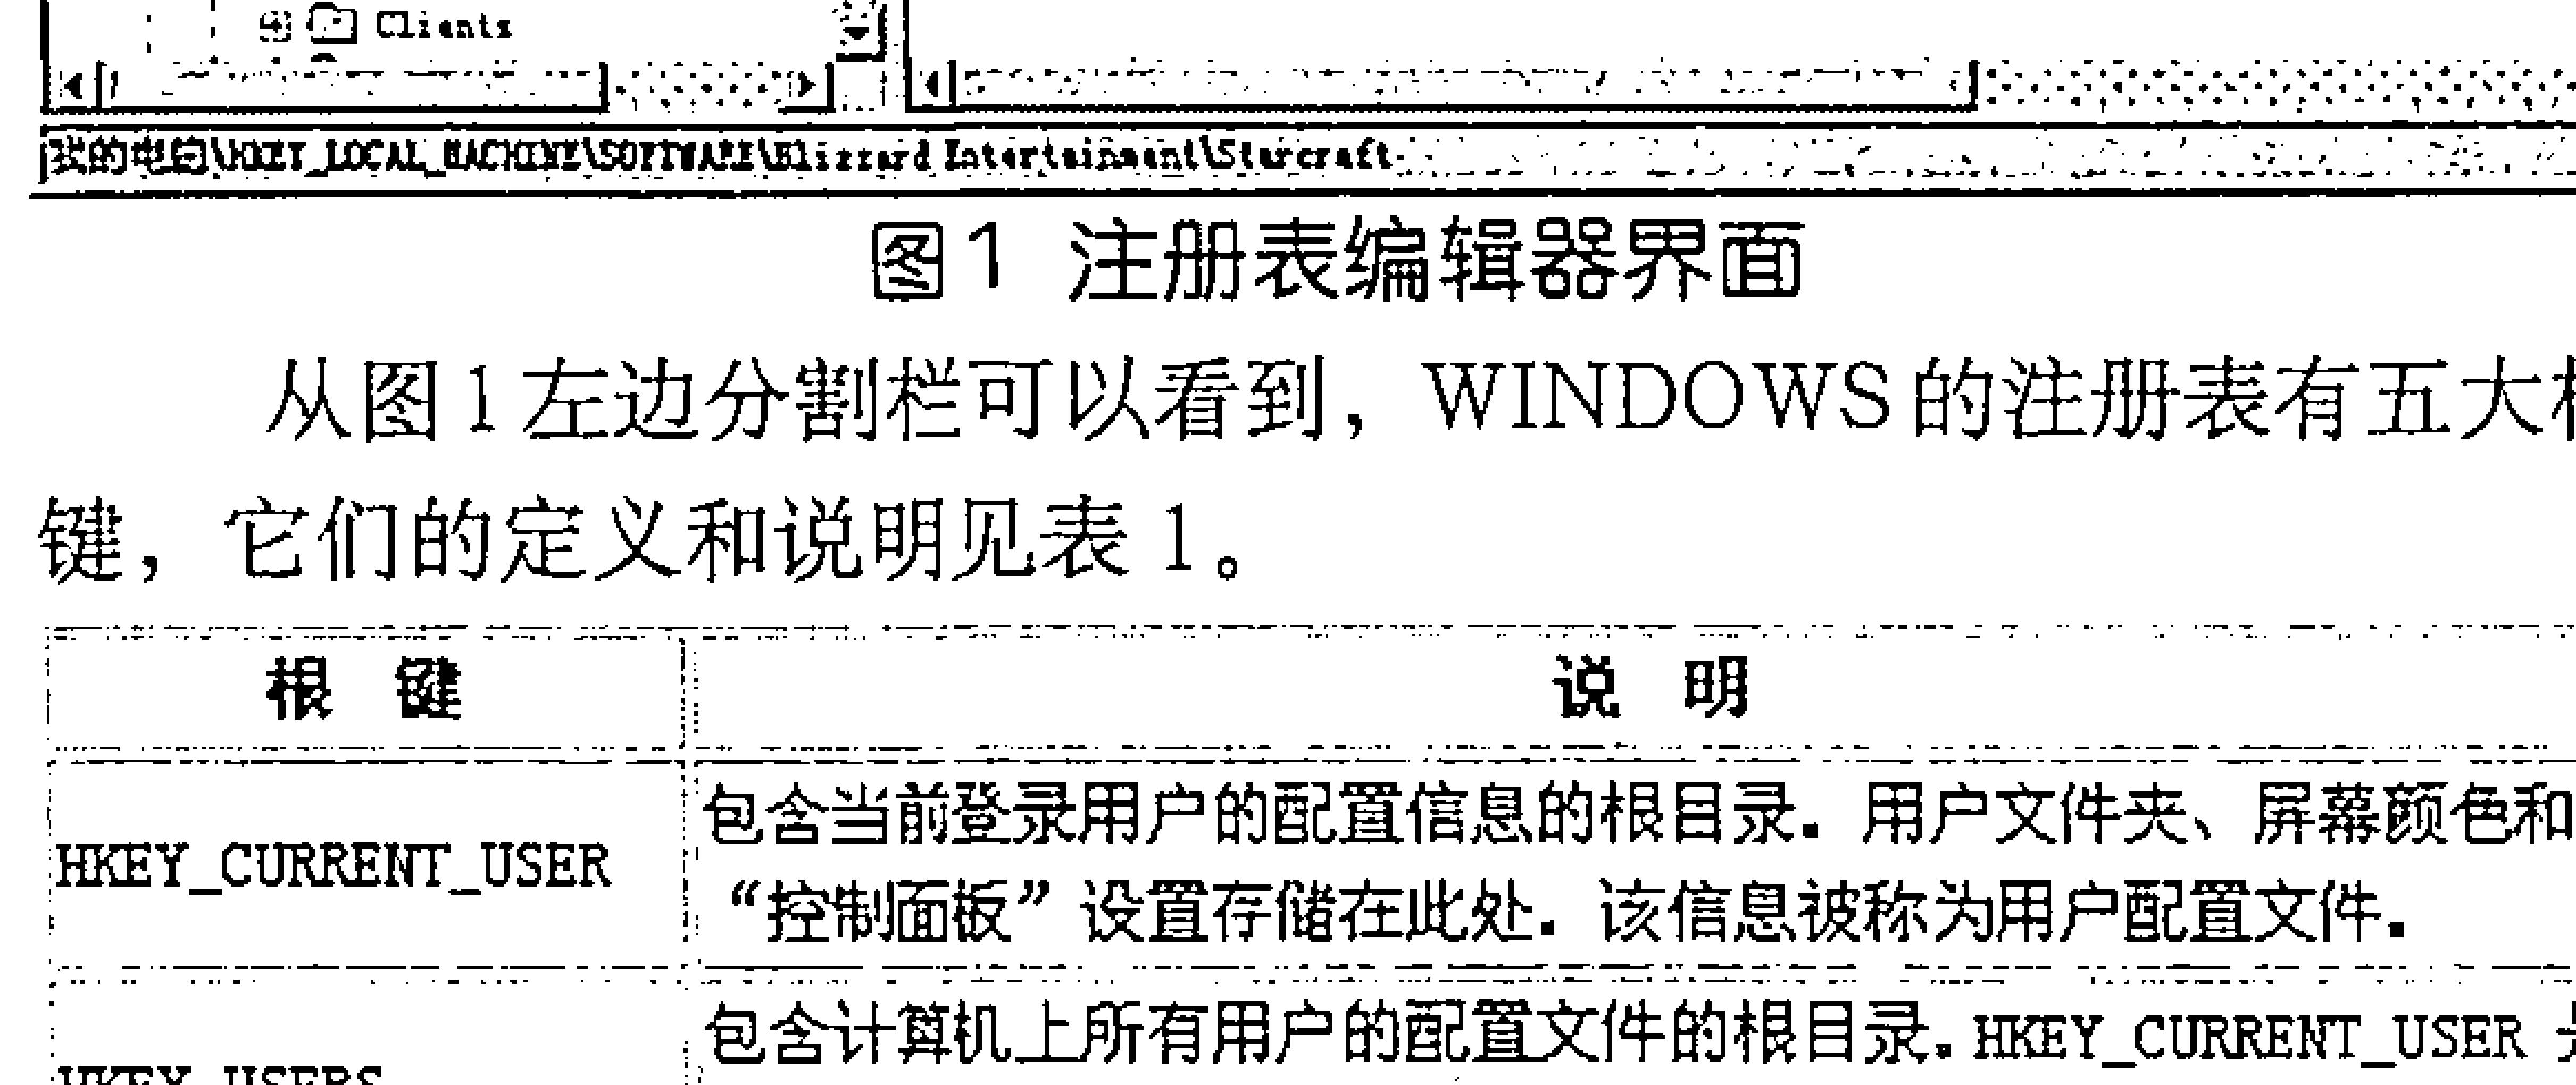 Clients
我的电脑\HKEY_LOCAL_MACHINE\SOFTWARE\Blizzard Entertainment\Starcraft
图1 注册表编辑器界面
从图1左边分割栏可以看到，WINDOWS的注册表有五大
键，它们的定义和说明见表1。
根 键 说 明
包含当前登录用户的配置信息的根目录. 用户文件夹、屏幕颜色和
HKEY_CURRENT_USER
“控制面板”设置存储在此处. 该信息被称为用户配置文件.
包含计算机上所有用户的配置文件的根目录. HKEY_CURRENT_USER
HKEY_USERS